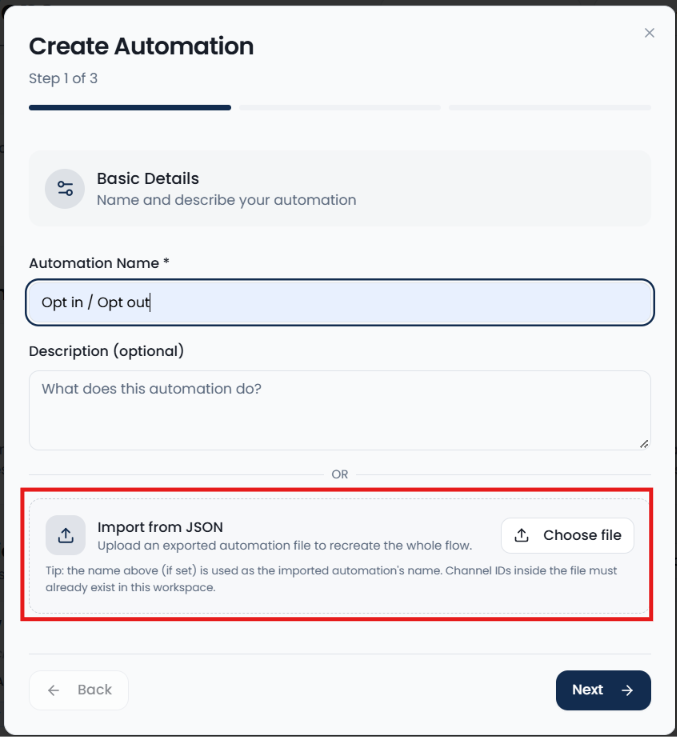 Create Automation
Step 1 of 3
Basic Details
Name and describe your automation
Automation Name *
Opt in / Opt out
Description (optional)
What does this automation do?
OR
Import from JSON
Upload an exported automation file to recreate the whole flow.
Choose file
Tip: the name above (if set) is used as the imported automation's name. Channel IDs inside the file must
already exist in this workspace.
Back
Next